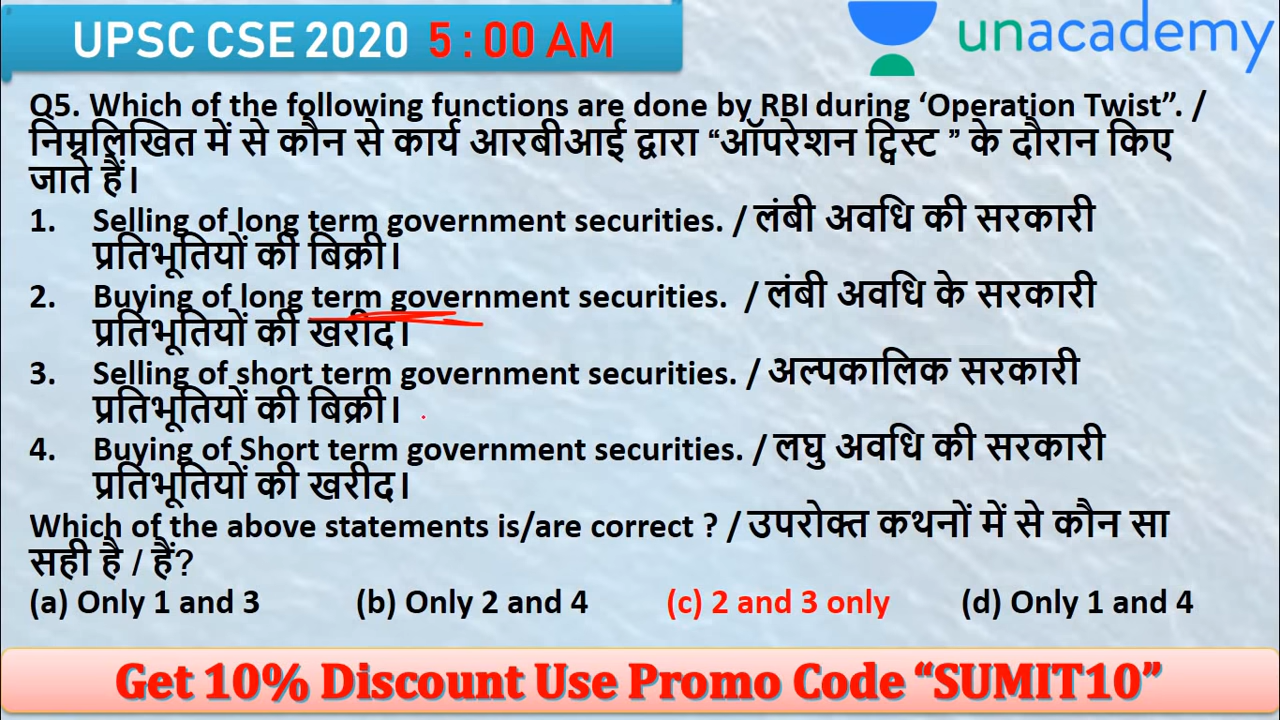 UPSC CSE 2020 5 : 00 AM
unacademy
Q5. Which of the following functions are done by RBI during ‘Operation Twist”. /
निम्नलिखित में से कौन से कार्य आरबीआई द्वारा “ऑपरेशन ट्विस्ट ” के दौरान किए
जाते हैं।
1. Selling of long term government securities. / लंबी अवधि की सरकारी
प्रतिभूतियों की बिक्री।
2. Buying of long term government securities. / लंबी अवधि के सरकारी
प्रतिभूतियों की खरीद।
3. Selling of short term government securities. / अल्पकालिक सरकारी
प्रतिभूतियों की बिक्री।
4. Buying of Short term government securities. / लघु अवधि की सरकारी
प्रतिभूतियों की खरीद।
Which of the above statements is/are correct ? / उपरोक्त कथनों में से कौन सा
सही है / हैं?
(a) Only 1 and 3 (b) Only 2 and 4 (c) 2 and 3 only (d) Only 1 and 4
Get 10% Discount Use Promo Code “SUMIT10”